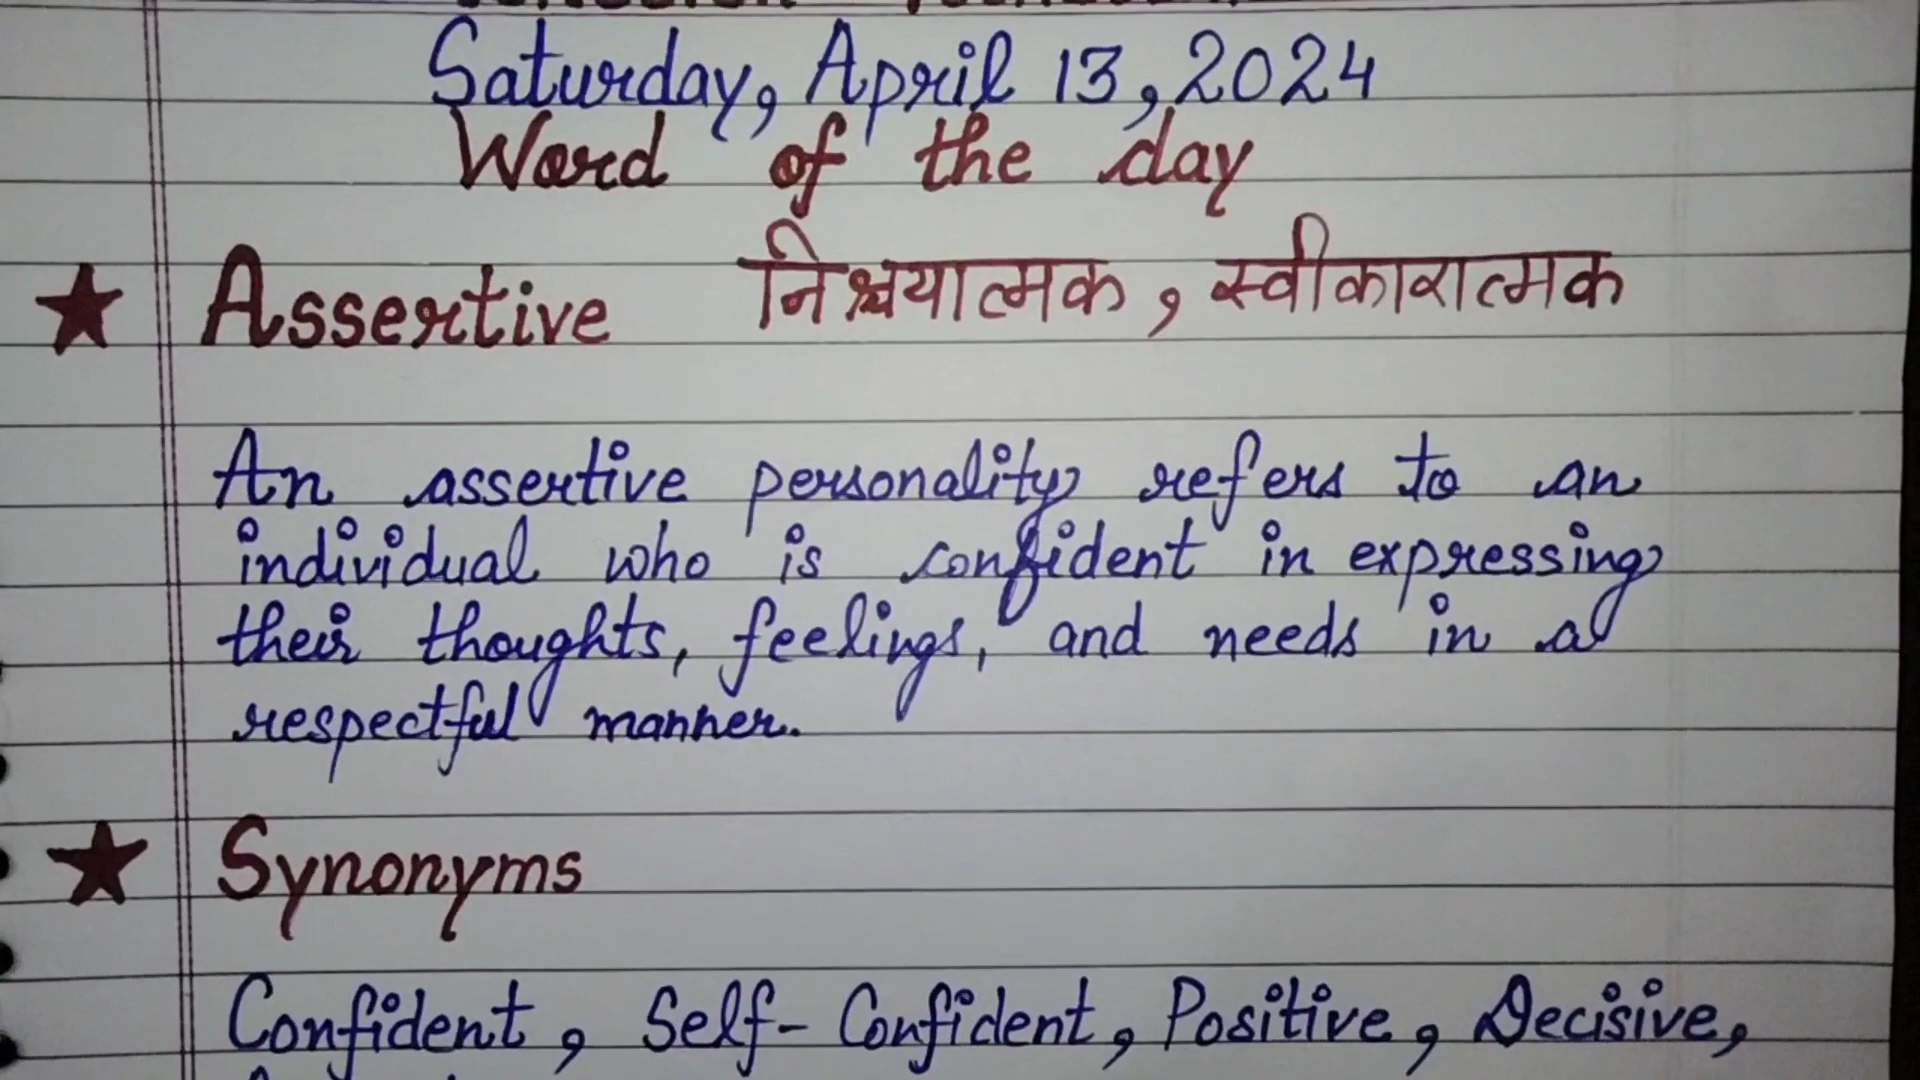 Saturday, April 13, 2024
Word of the day
Assertive निश्चयात्मक, स्वीकारात्मक
An assertive personality refers to an
individual who is confident in expressing
their thoughts, feelings, and needs in a
respectful manner.
Synonyms
Confident, Self-Confident, Positive, Decisive,